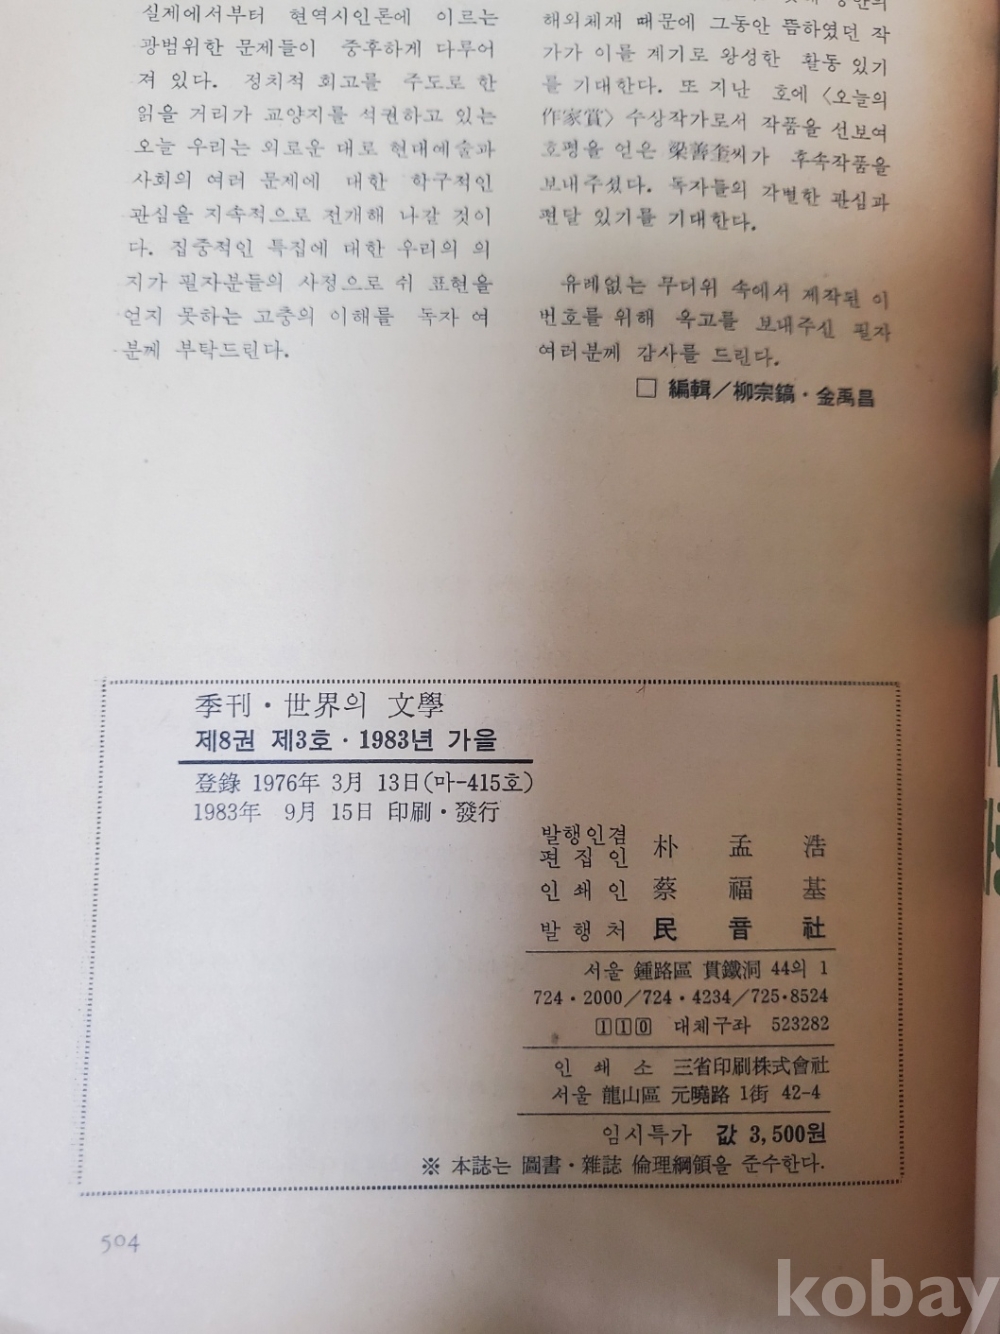 실제에서부터 현역시인론에 이르는
광범위한 문제들이 중후하게 다루어
져 있다. 정치적 회고를 주도로 한
읽을 거리가 교양지를 석권하고 있는
오늘 우리는 외로운 대로 현대예술과
사회의 여러 문제에 대한 학구적인
관심을 지속적으로 전개해 나갈 것이
다. 집중적인 특집에 대한 우리의 의
지가 필자분들의 사정으로 쉬 표현을
얻지 못하는 고충의 이해를 독자 여
분께 부탁드린다.
해외체재 때문에 그동안 뜸하였던 작
가가 이를 계기로 왕성한 활동 있기
를 기대한다. 또 지난 호에 〈오늘의
作家賞〉 수상작가로서 작품을 선보여
호평을 얻은 梁善奎씨가 후속작품을
보내주셨다. 독자들의 각별한 관심과
편달 있기를 기대한다.
유례없는 무더위 속에서 제작된 이
번호를 위해 옥고를 보내주신 필자
여러분께 감사를 드린다.
□ 編輯／柳宗鎬·金禹昌
季刊·世界의 文學
제8권 제3호·1983년 가을
登錄 1976年 3月 13日(마-415호)
1983年 9月 15日 印刷·發行
발행인겸
편집인 朴孟浩
인쇄인 蔡福基
발행처 民音社
서울 鍾路區 貫鐵洞 44의 1
724·2000／724·4234／725·8524
110 대체구좌 523282
인쇄소 三省印刷株式會社
서울 龍山區 元曉路 1街 42-4
임시특가 값 3,500원
※ 本誌는 圖書·雜誌 倫理綱領을 준수한다.
504
kobay